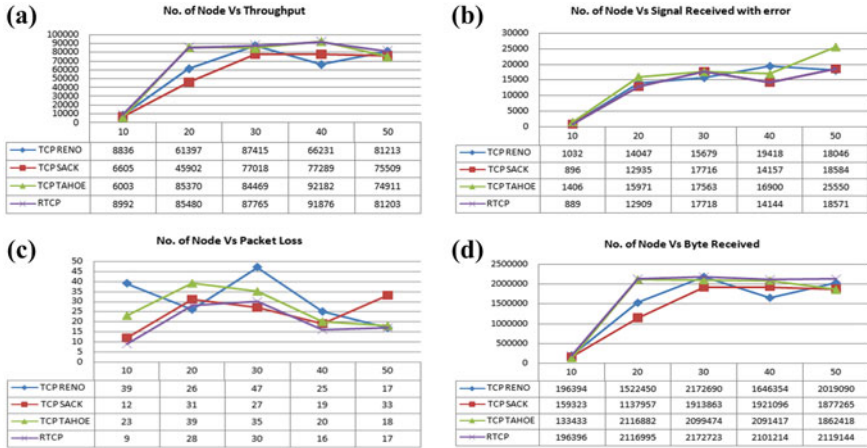 (a)
No. of Node Vs Throughput
100000
90000
80000
70000
60000
50000
40000
30000
20000
10000
0
10 20 30 40 50
TCP RENO 8836 61397 87415 66231 81213
TCP SACK 6605 45902 77018 77289 75509
TCP TAHOE 6003 85370 84469 92182 74911
RTCP 8992 85480 87765 91876 81203
(b)
No. of Node Vs Signal Received with error
30000
25000
20000
15000
10000
5000
0
10 20 30 40 50
TCP RENO 1032 14047 15679 19418 18046
TCP SACK 896 12935 17716 14157 18584
TCP TAHOE 1406 15971 17563 16900 25550
RTCP 889 12909 17718 14144 18571
(c)
No. of Node Vs Packet Loss
50
45
40
35
30
25
20
15
10
5
0
10 20 30 40 50
TCP RENO 39 26 47 25 17
TCP SACK 12 31 27 19 33
TCP TAHOE 23 39 35 20 18
RTCP 9 28 30 16 17
(d)
No. of Node Vs Byte Received
2500000
2000000
1500000
1000000
500000
0
10 20 30 40 50
TCP RENO 196394 1522450 2172690 1646354 2019090
TCP SACK 159323 1137957 1913863 1921096 1877265
TCP TAHOE 133433 2116882 2099474 2091417 1862418
RTCP 196396 2116995 2172723 2101214 2119144